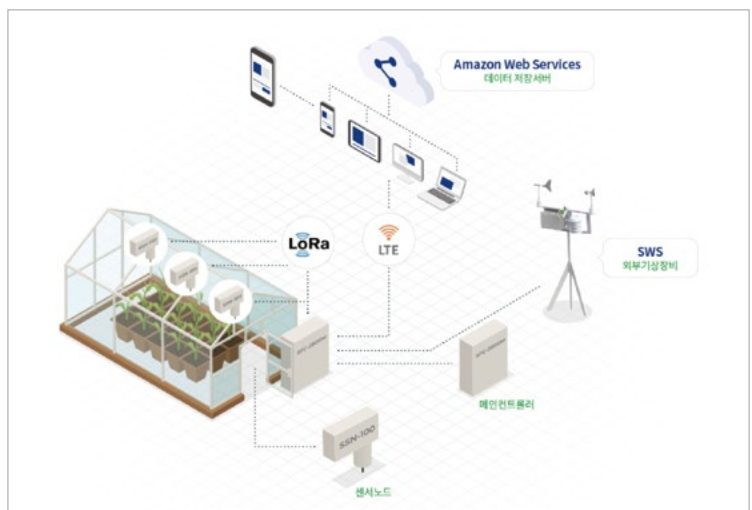 Amazon Web Services
데이터 저장서버
LoRa
LTE
SWS
외부기상장비
메인컨트롤러
SSN-100
센서노드